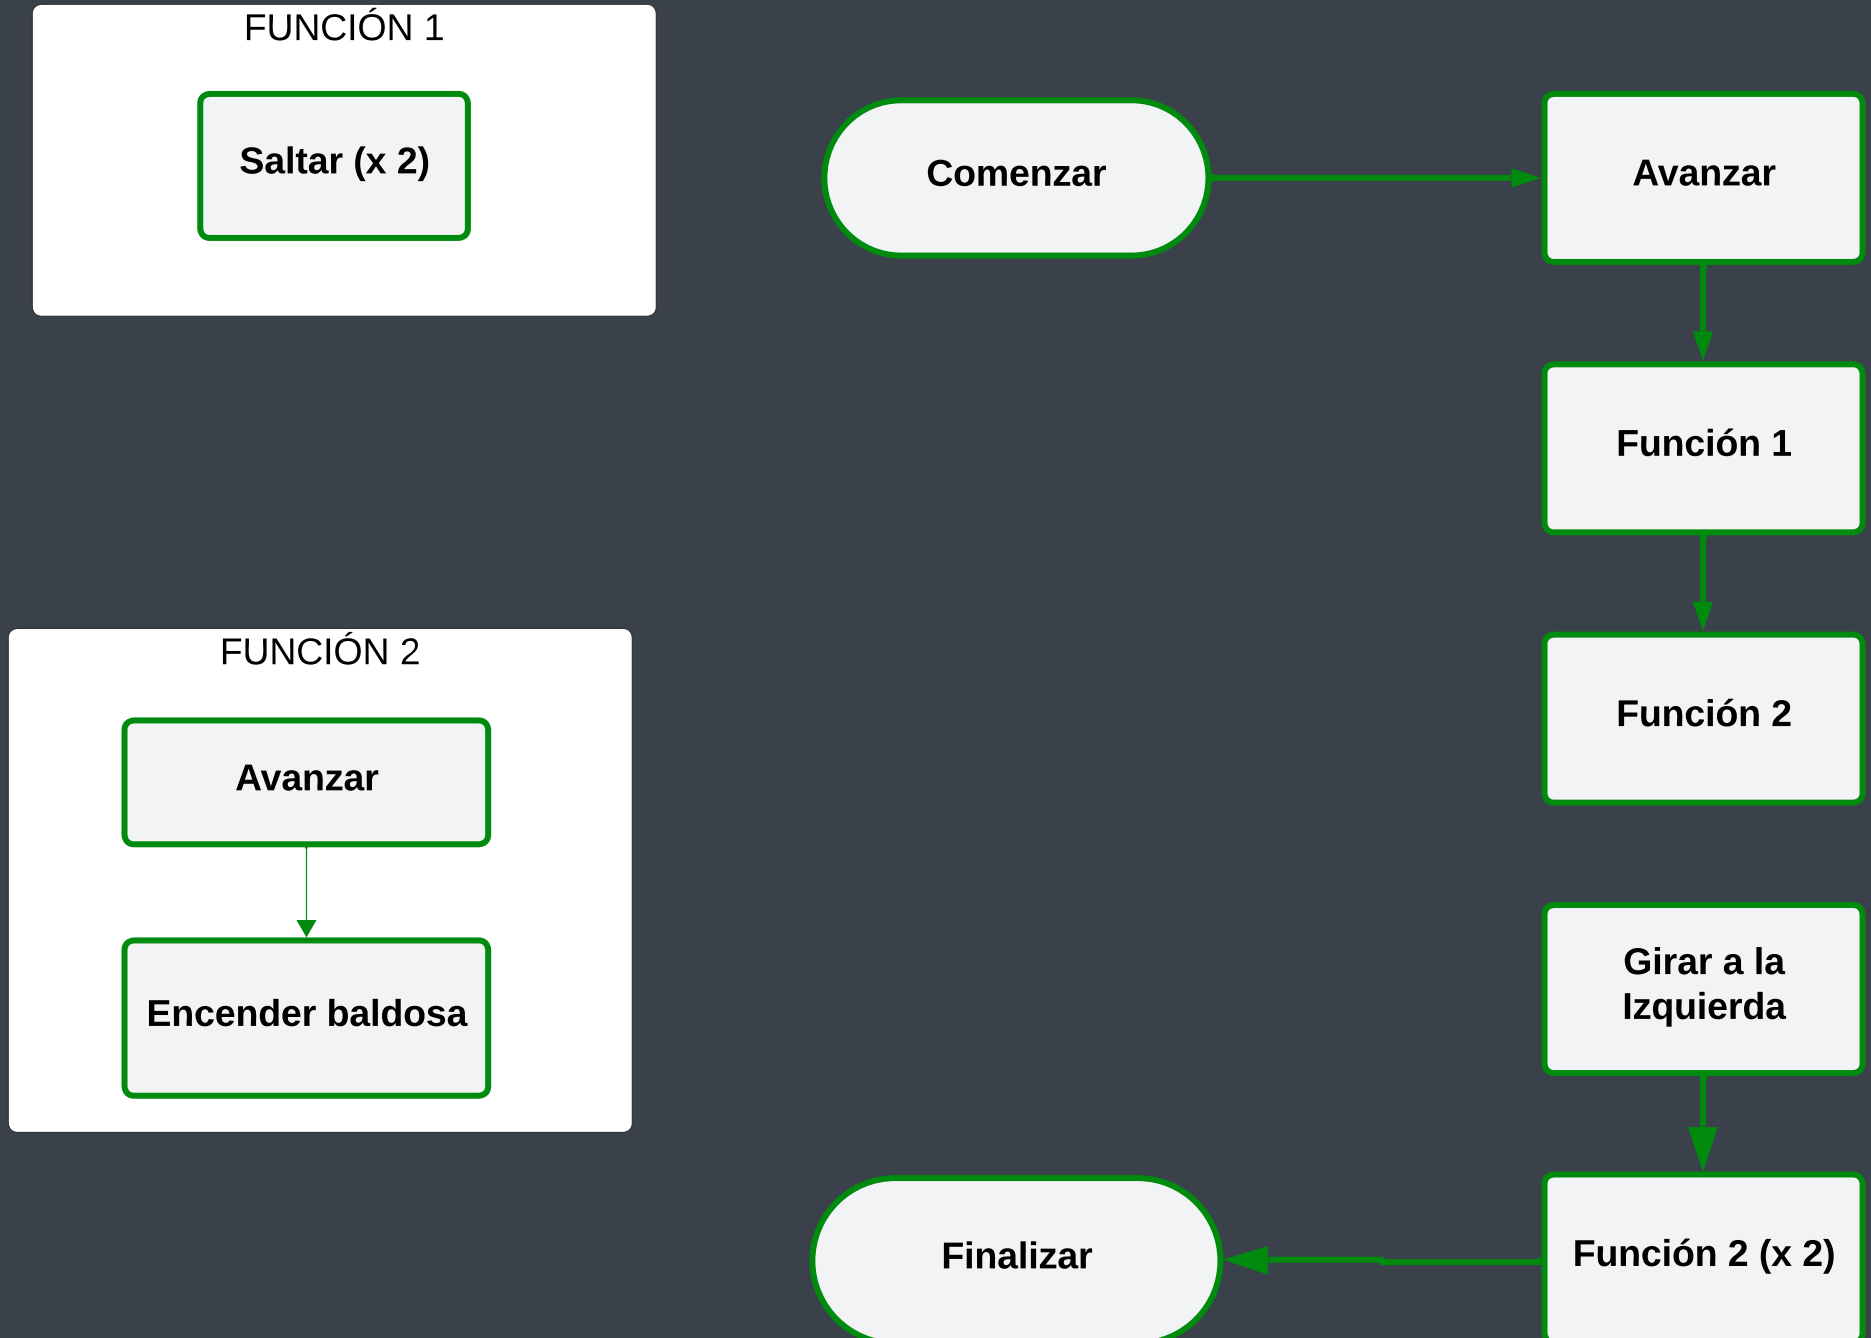 FUNCIÓN 1
Saltar (x 2)
Comenzar
Avanzar
Función 1
Función 2
FUNCIÓN 2
Avanzar
Encender baldosa
Girar a la
Izquierda
Función 2 (x 2)
Finalizar